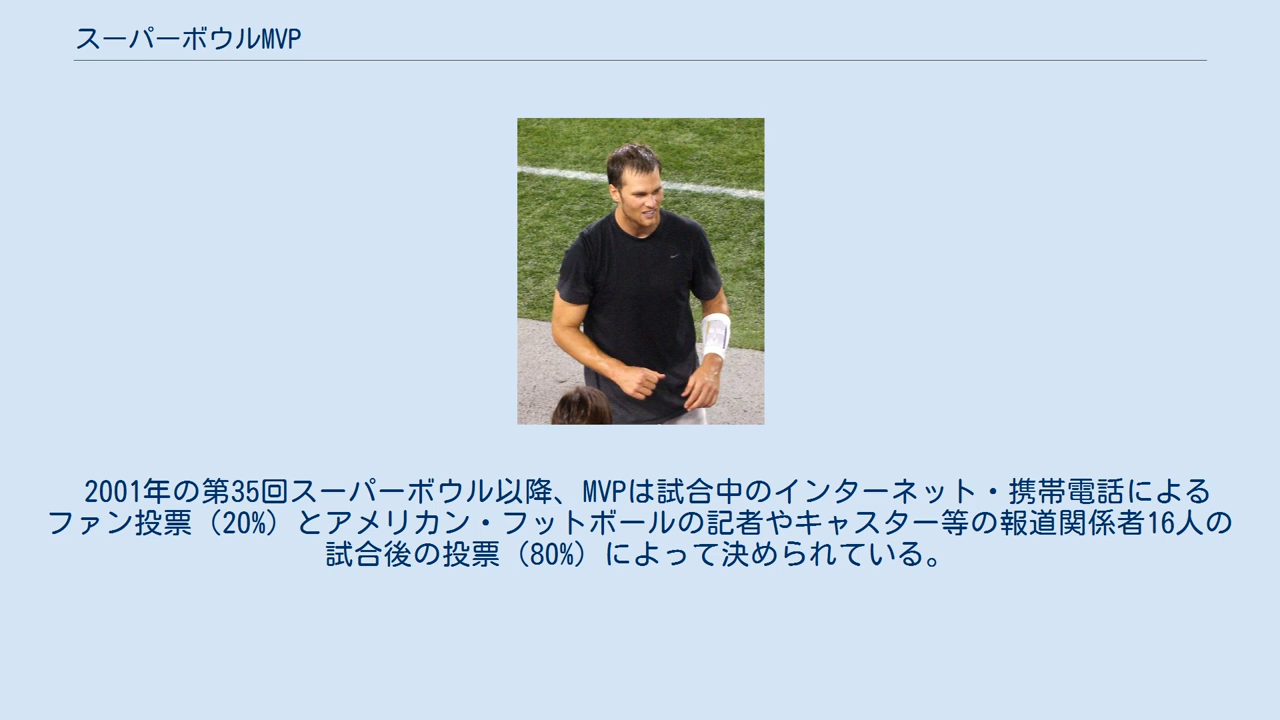 スーパーボウルMVP
2001年の第35回スーパーボウル以降、MVPは試合中のインターネット・携帯電話による
ファン投票（20%）とアメリカン・フットボールの記者やキャスター等の報道関係者16人の
試合後の投票（80%）によって決められている。